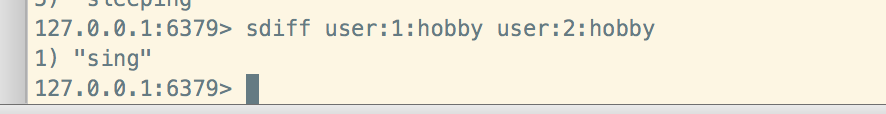 127.0.0.1:6379> sdiff user:1:hobby user:2:hobby
1) "sing"
127.0.0.1:6379>